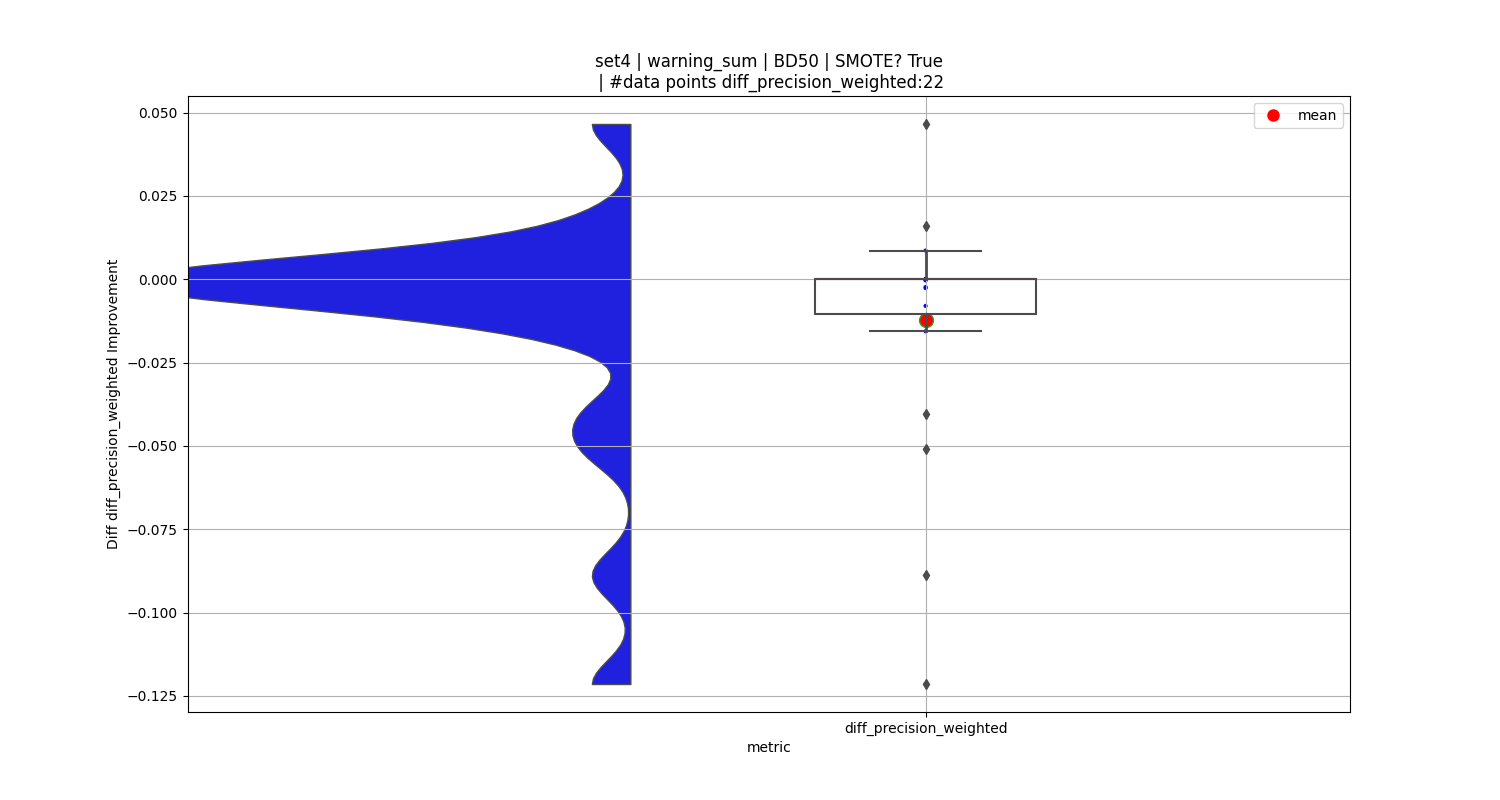 set4 | warning_sum | BD50 | SMOTE? True
| #data points diff_precision_weighted:22
mean
0.050
0.025
0.000
−0.025
−0.050
−0.075
−0.100
−0.125
Diff diff_precision_weighted Improvement
diff_precision_weighted
metric